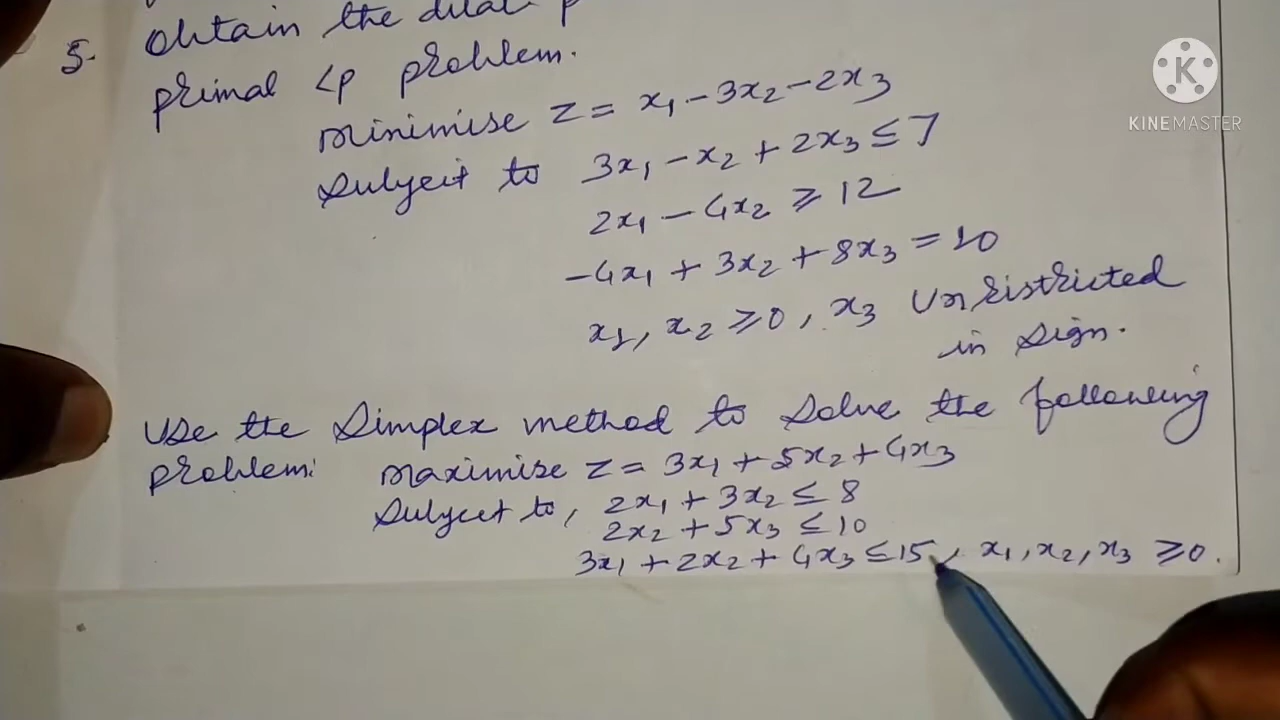 5. Obtain the dual p
primal LP problem.
Minimise z = x₁ - 3x₂ - 2x₃
Subject to 3x₁ - x₂ + 2x₃ ≤ 7
2x₁ - 4x₂ ≥ 12
-4x₁ + 3x₂ + 8x₃ = 10
x₁, x₂ ≥ 0, x₃ Unristricted
in sign.
Use the Simplex method to solve the following
problem: Maximise z = 3x₁ + 5x₂ + 4x₃
Subject to, 2x₁ + 3x₂ ≤ 8
2x₂ + 5x₃ ≤ 10
3x₁ + 2x₂ + 4x₃ ≤ 15, x₁, x₂, x₃ ≥ 0.
K
KINEMASTER